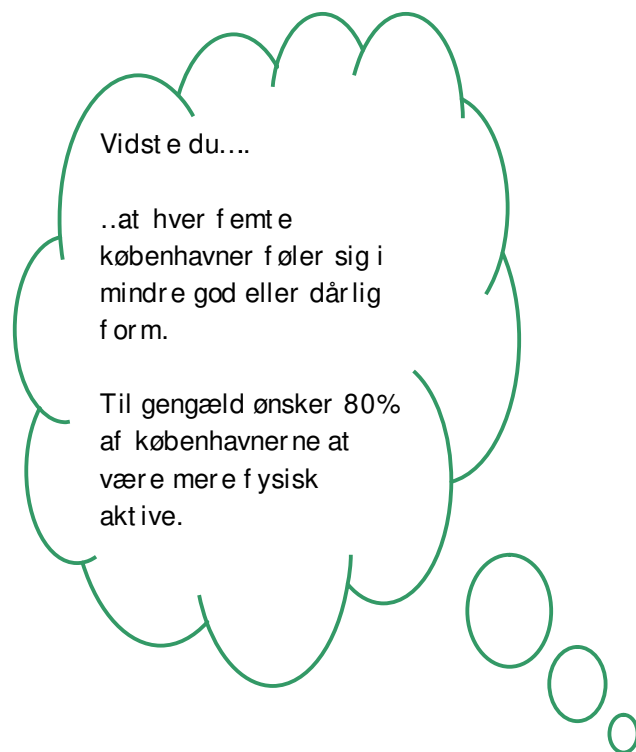 Vidste du....
..at hver femte
københavner føler sig i
mindre god eller dårlig
form.
Til gengæld ønsker 80%
af københavnerne at
være mere fysisk
aktive.